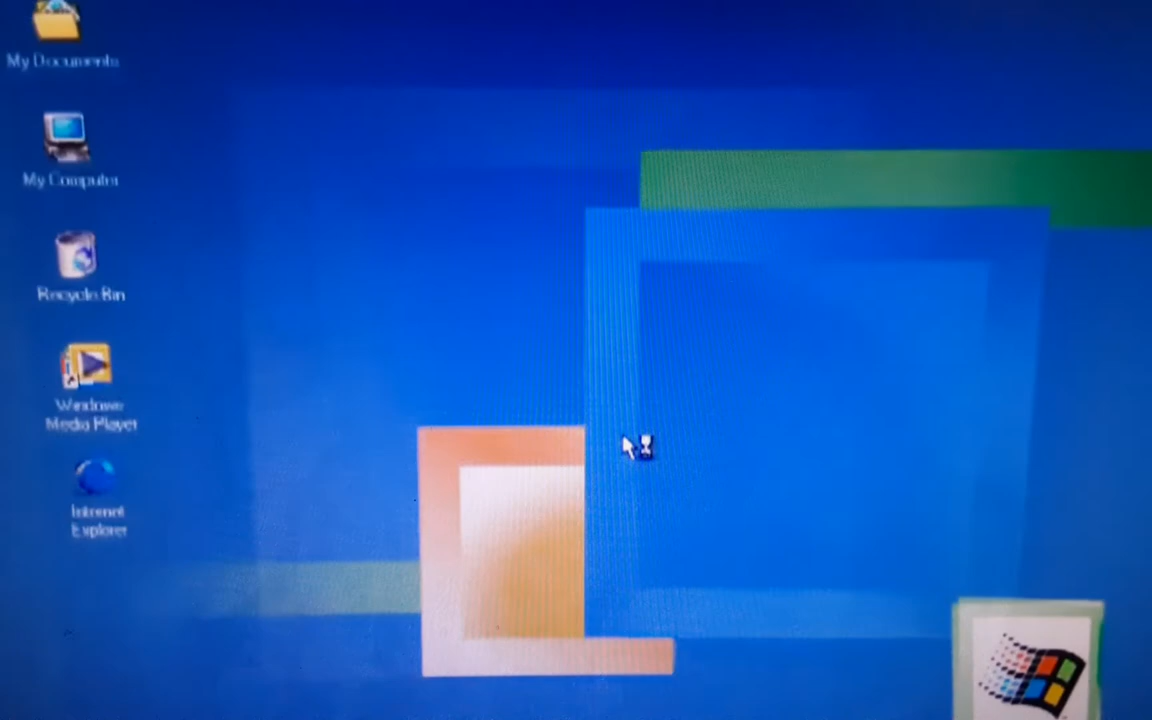 My Documents
My Computer
Recycle Bin
Windows
Media Player
Internet
Explorer